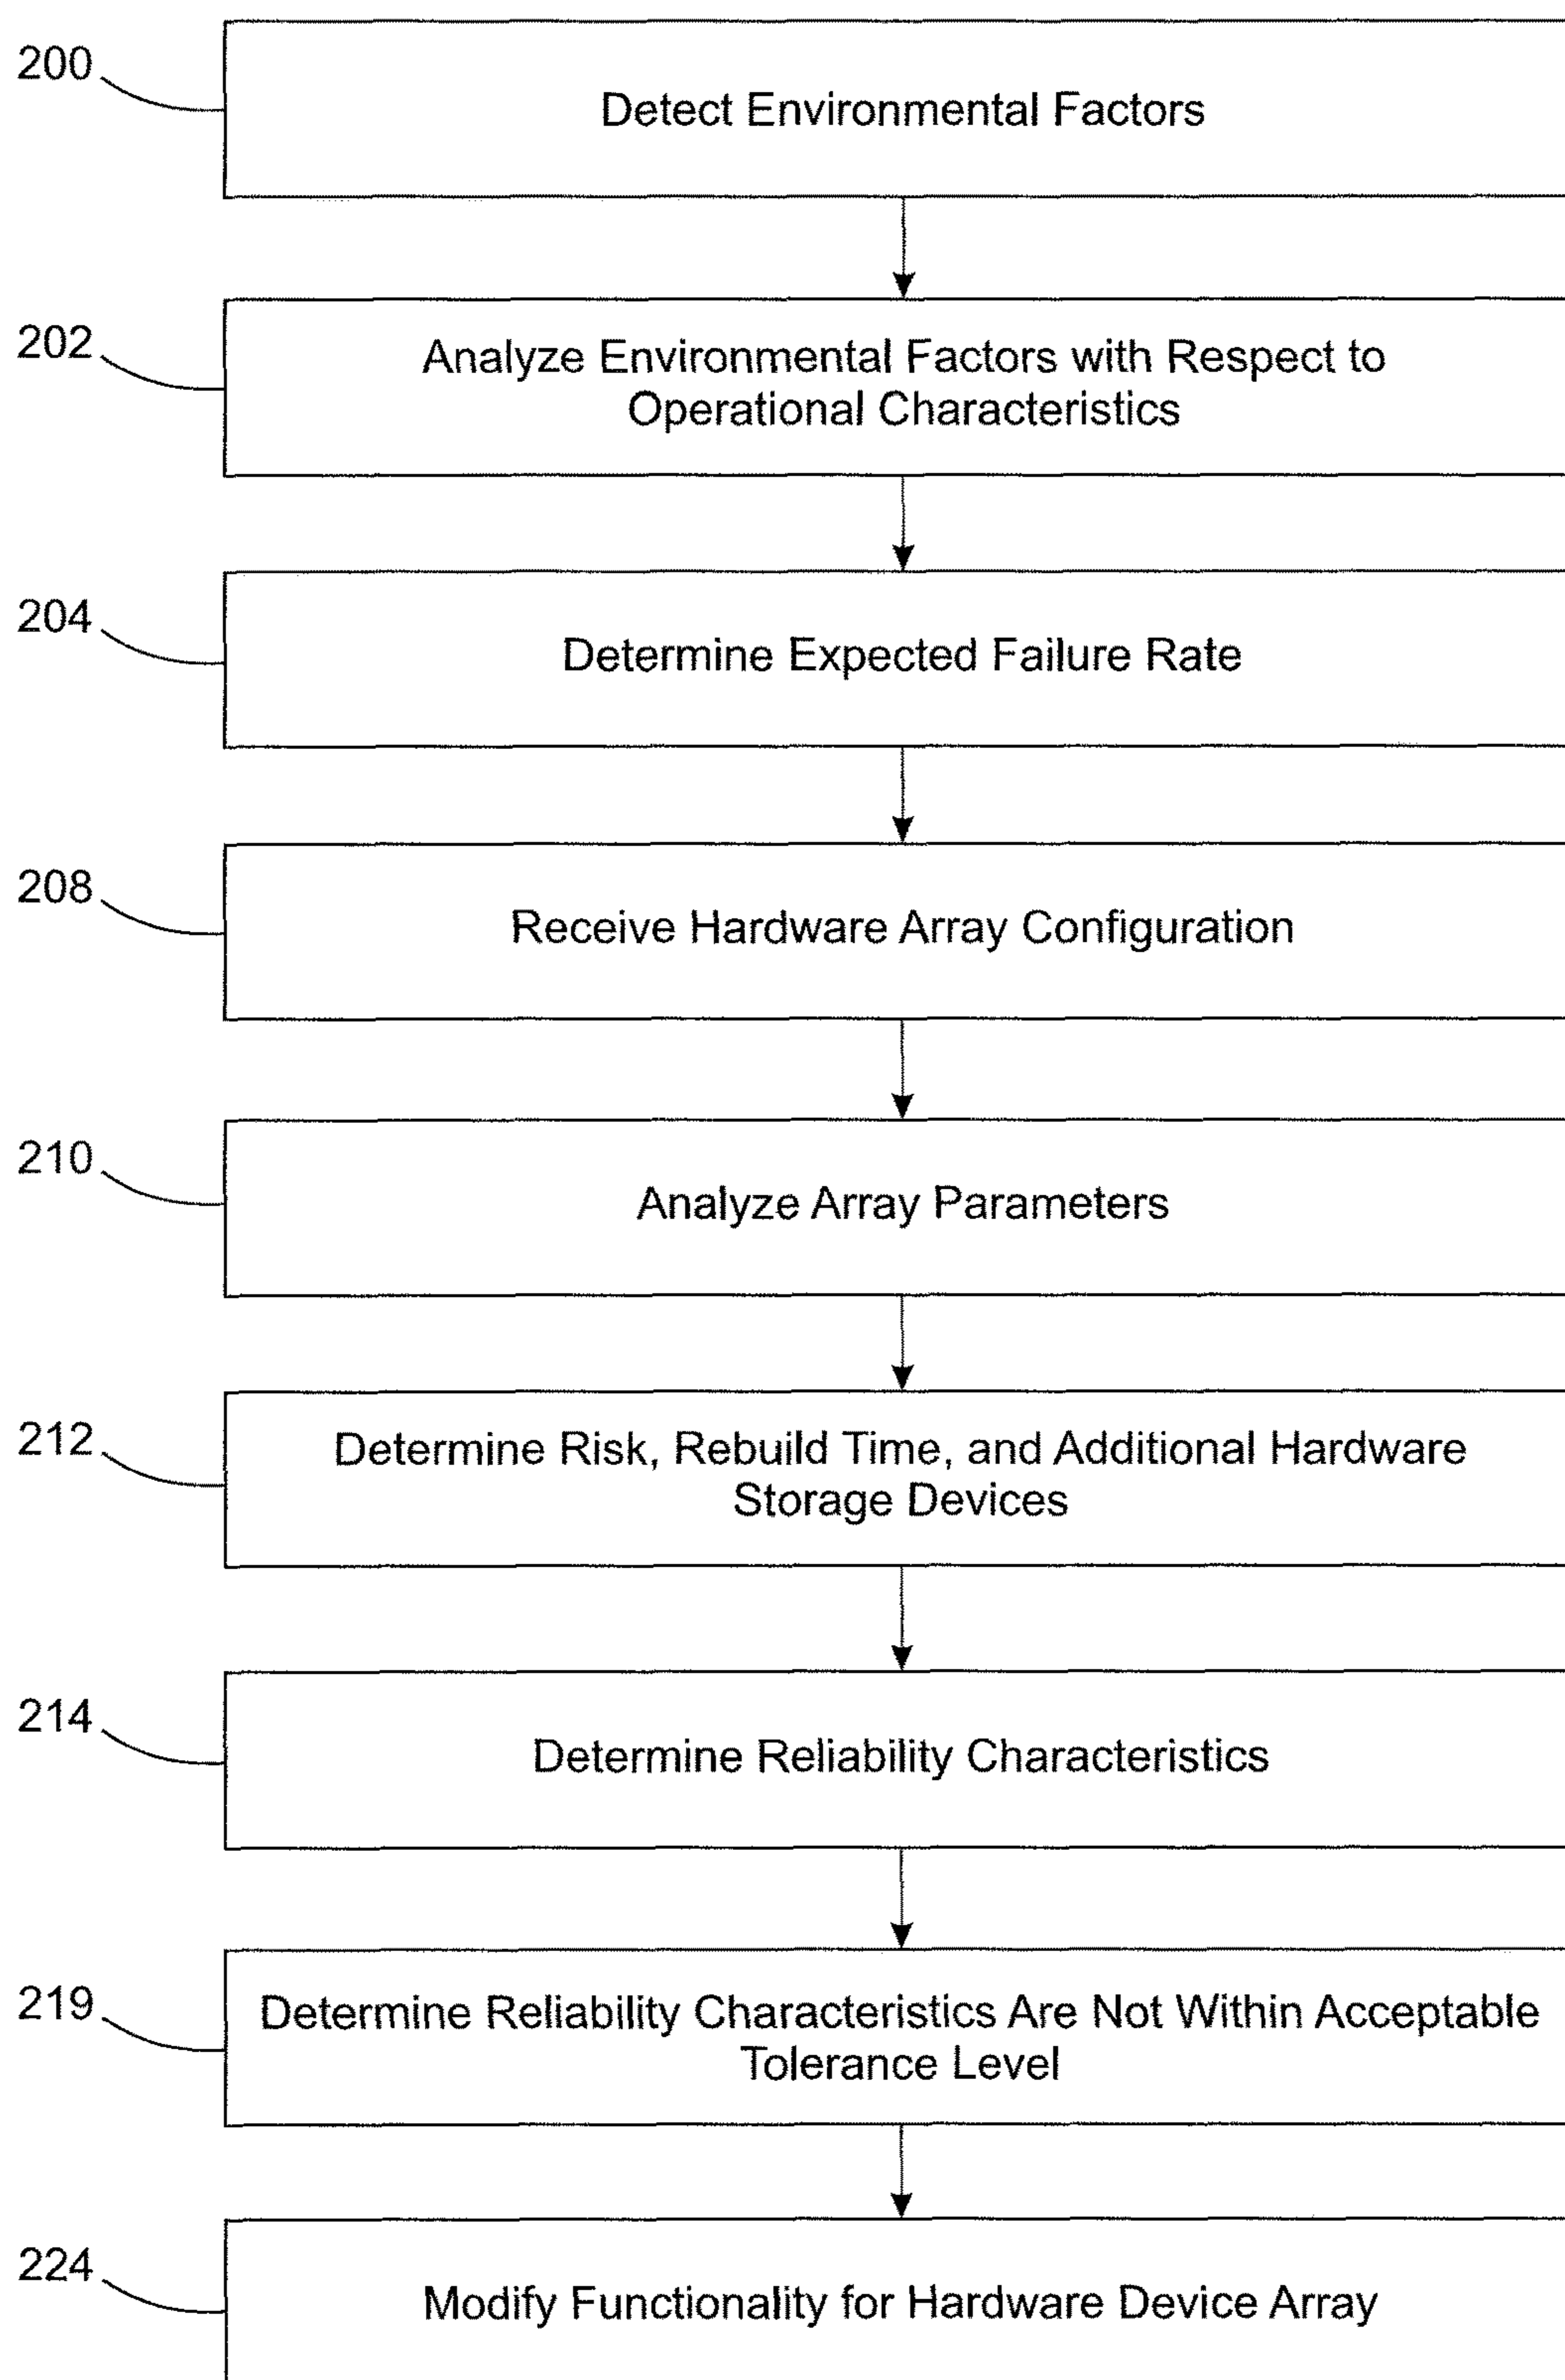 200
Detect Environmental Factors
202
Analyze Environmental Factors with Respect to
Operational Characteristics
204
Determine Expected Failure Rate
208
Receive Hardware Array Configuration
210
Analyze Array Parameters
212
Determine Risk, Rebuild Time, and Additional Hardware
Storage Devices
214
Determine Reliability Characteristics
219
Determine Reliability Characteristics Are Not Within Acceptable
Tolerance Level
224
Modify Functionality for Hardware Device Array